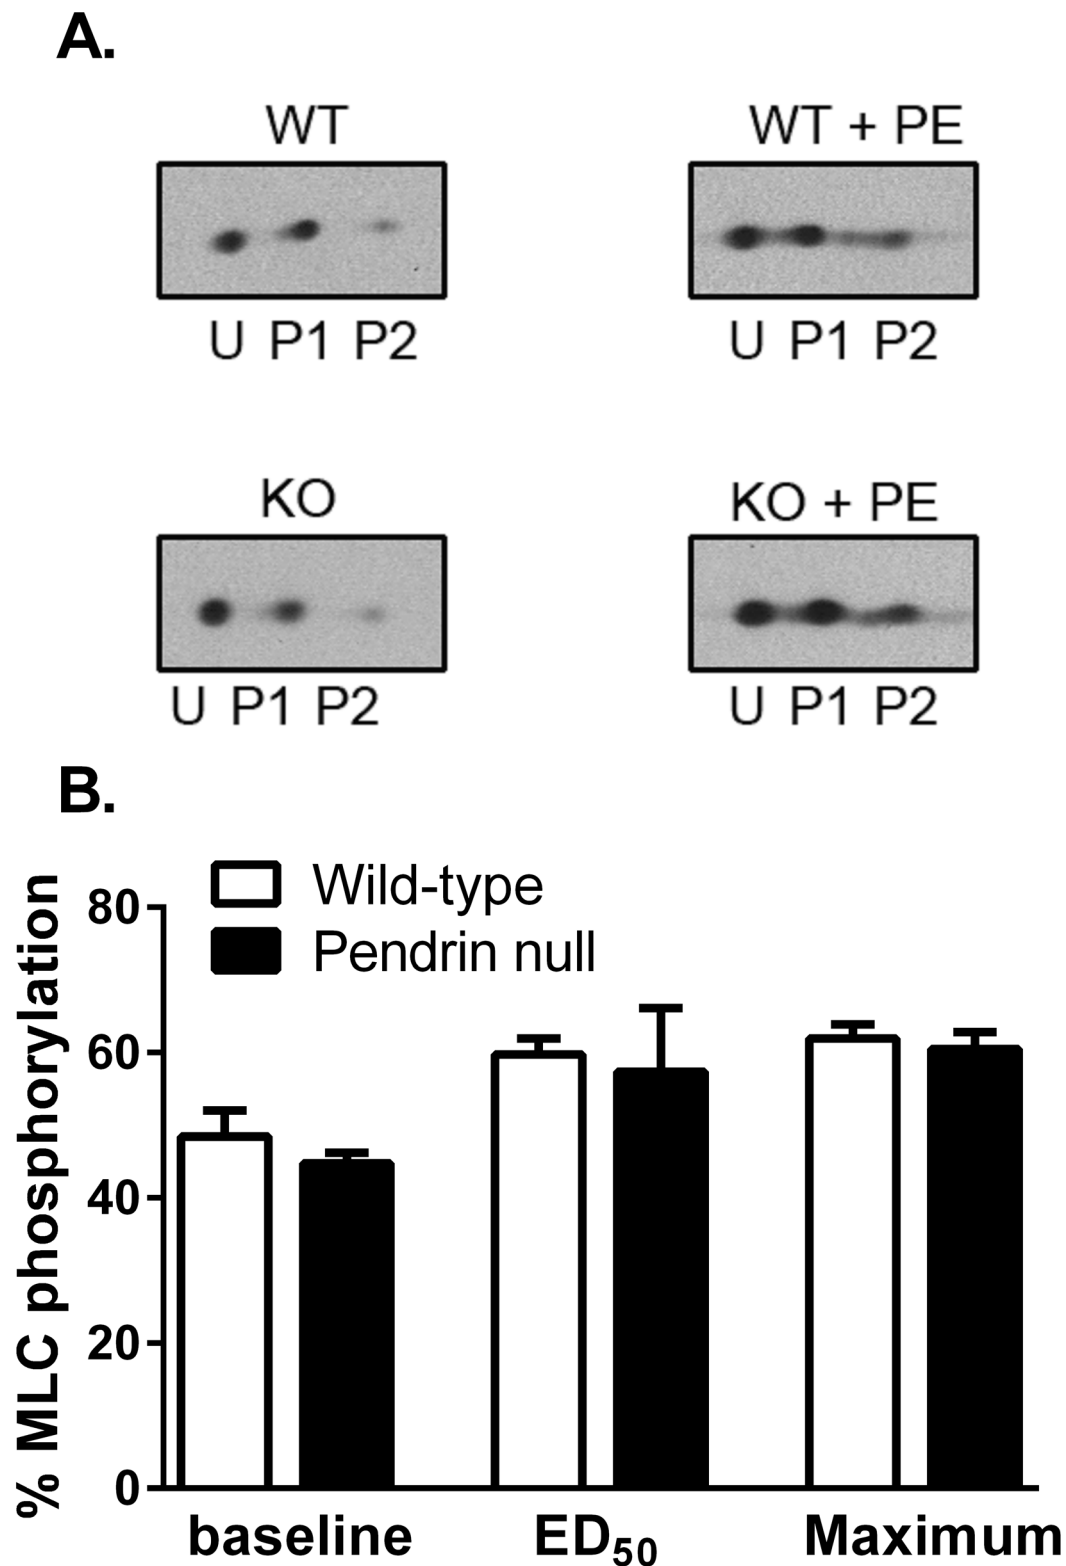 A.
WT
WT + PE
U P1 P2
U P1 P2
KO
KO + PE
U P1 P2
U P1 P2
B.
Wild-type
Pendrin null
% MLC phosphorylation
80
60
40
20
0
baseline
ED50
Maximum